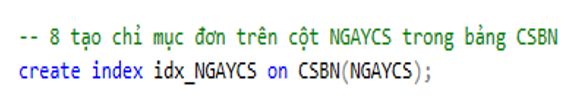 -- 8 tạo chỉ mục đơn trên cột NGAYCS trong bảng CSBN
create index idx_NGAYCS on CSBN(NGAYCS);